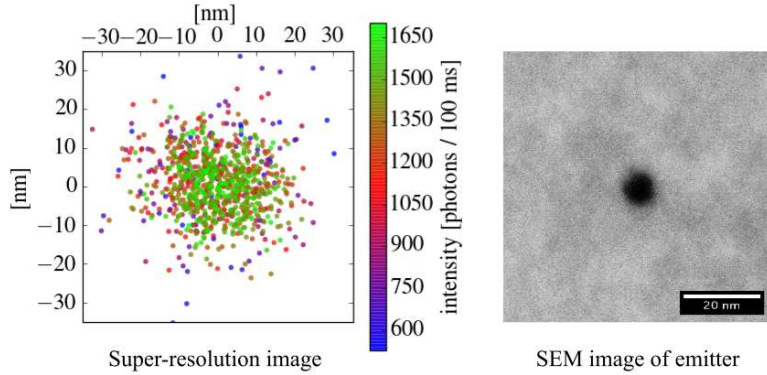 [nm]
−30 −20 −10 0 10 20 30
30
20
10
0
−10
−20
−30
[nm]
1650
1500
1350
1200
1050
900
750
600
intensity [photons / 100 ms]
20 nm
Super-resolution image
SEM image of emitter